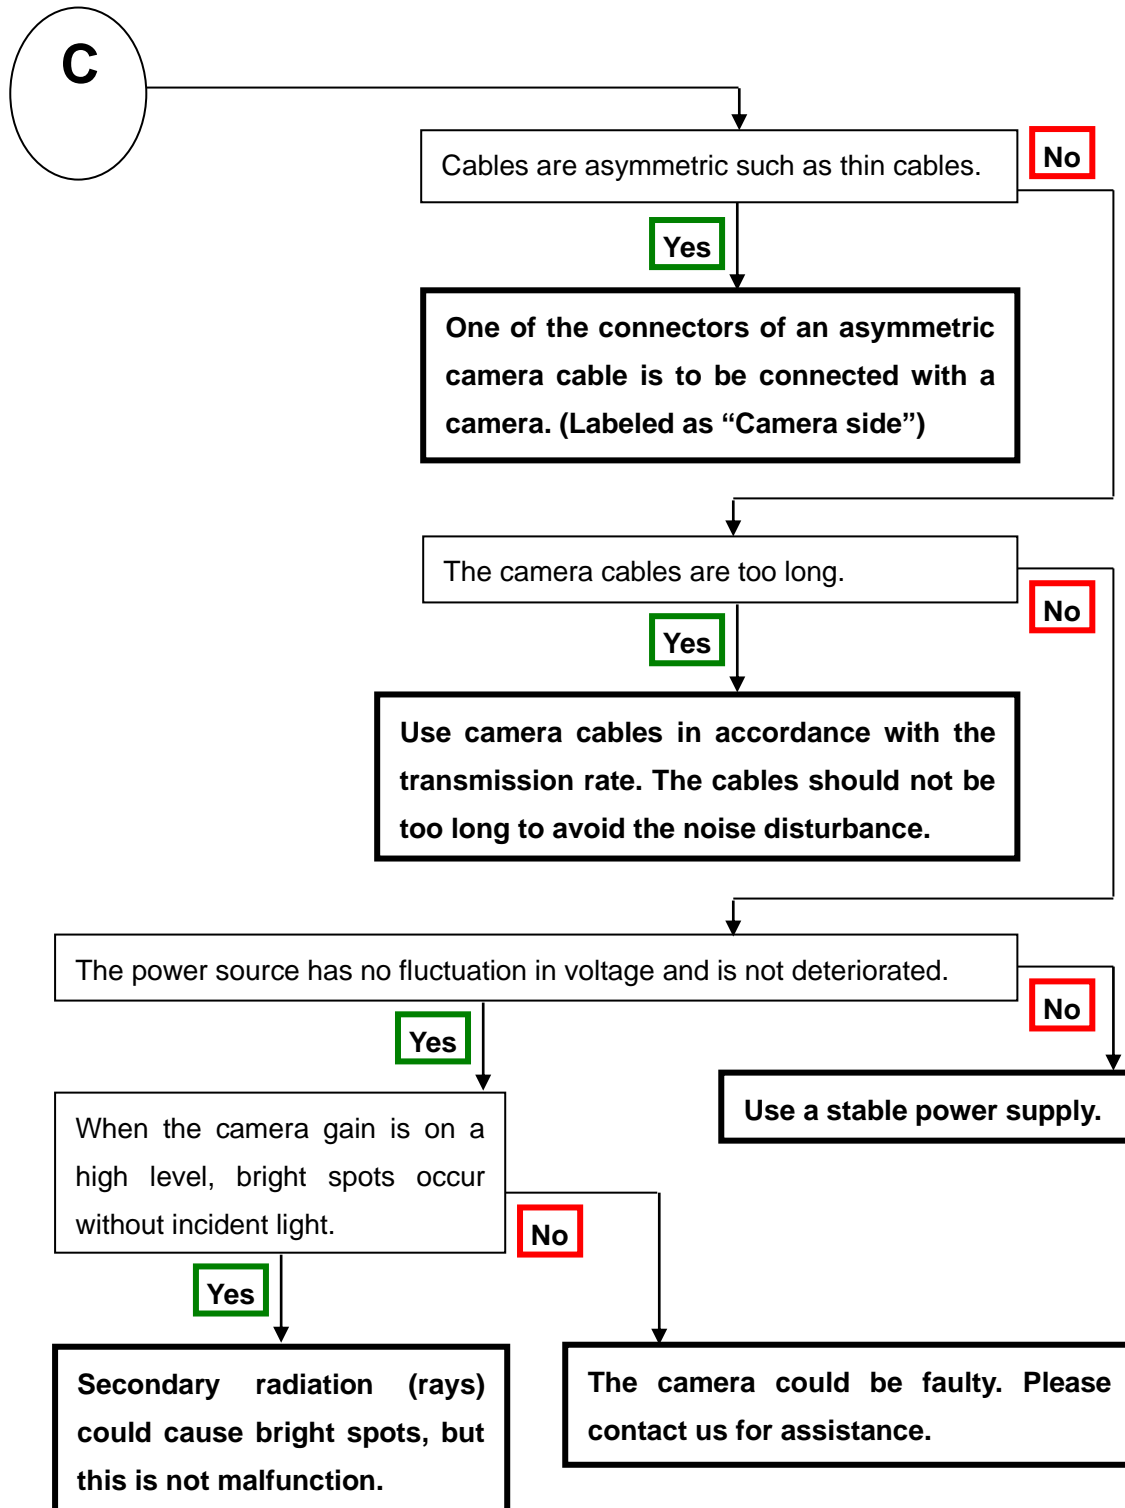 C
Cables are asymmetric such as thin cables.
No
Yes
One of the connectors of an asymmetric
camera cable is to be connected with a
camera. (Labeled as “Camera side”)
The camera cables are too long.
No
Yes
Use camera cables in accordance with the
transmission rate. The cables should not be
too long to avoid the noise disturbance.
The power source has no fluctuation in voltage and is not deteriorated.
No
Yes
Use a stable power supply.
When the camera gain is on a
high level, bright spots occur
without incident light.
No
Yes
Secondary radiation (rays)
could cause bright spots, but
this is not malfunction.
The camera could be faulty. Please
contact us for assistance.